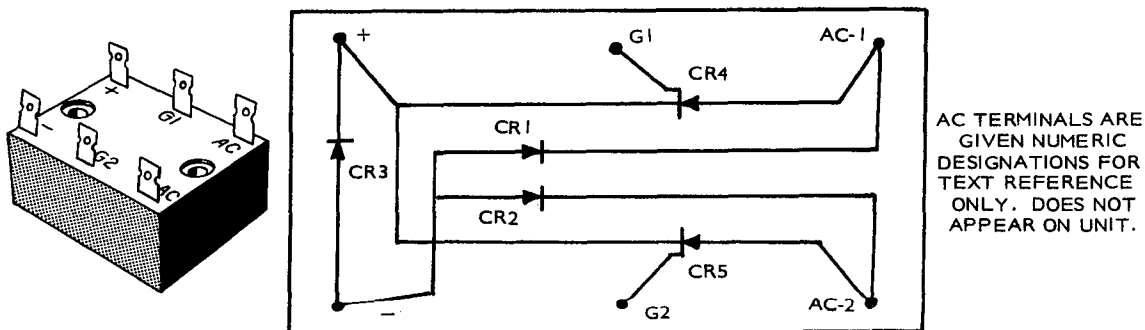 +
G1
AC
-
G2
AC
+
G1
AC-1
CR4
CR1
CR3
CR2
CR5
-
G2
AC-2
AC TERMINALS ARE
GIVEN NUMERIC
DESIGNATIONS FOR
TEXT REFERENCE
ONLY. DOES NOT
APPEAR ON UNIT.